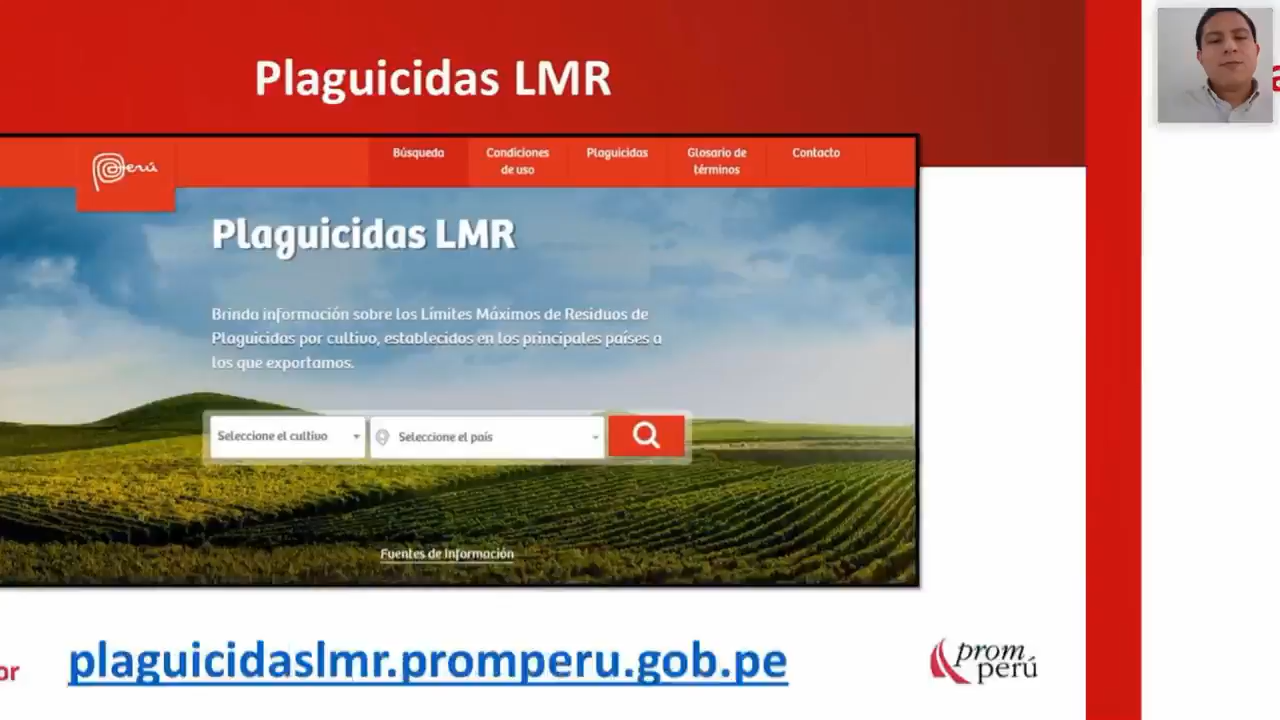 Plaguicidas LMR
Perú
Búsqueda
Condiciones
de uso
Plaguicidas
Glosario de
términos
Contacto
Plaguicidas LMR
Brinda información sobre los Límites Máximos de Residuos de
Plaguicidas por cultivo, establecidos en los principales países a
los que exportamos.
Seleccione el cultivo
Seleccione el país
Fuentes de Información
or
plaguicidaslmr.promperu.gob.pe
prom
perú